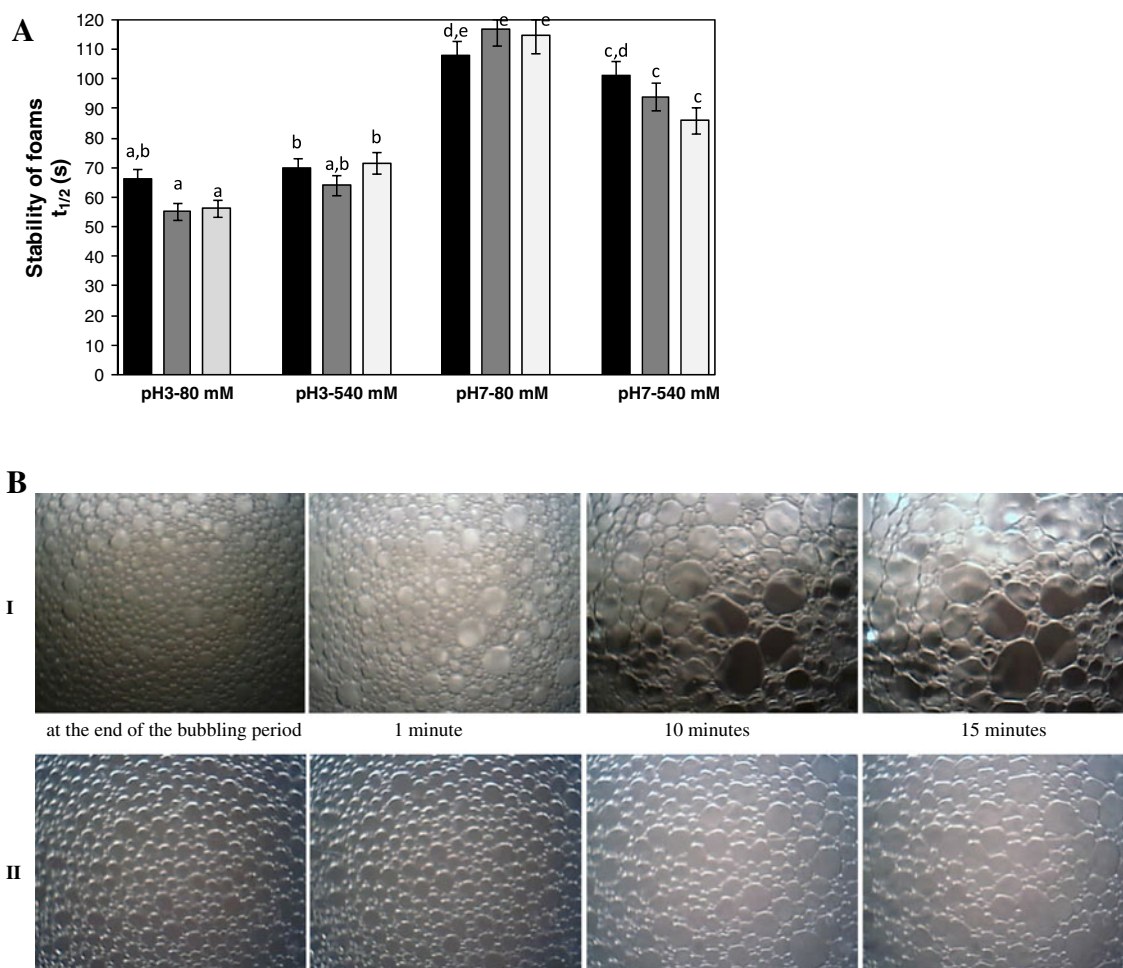 A
Stability of foams
t1/2 (s)
120
110
100
90
80
70
60
50
40
30
20
10
0
a,b
a
a
b
a,b
b
d,e
e
e
c,d
c
c
pH3-80 mM
pH3-540 mM
pH7-80 mM
pH7-540 mM
B
I
at the end of the bubbling period
1 minute
10 minutes
15 minutes
II